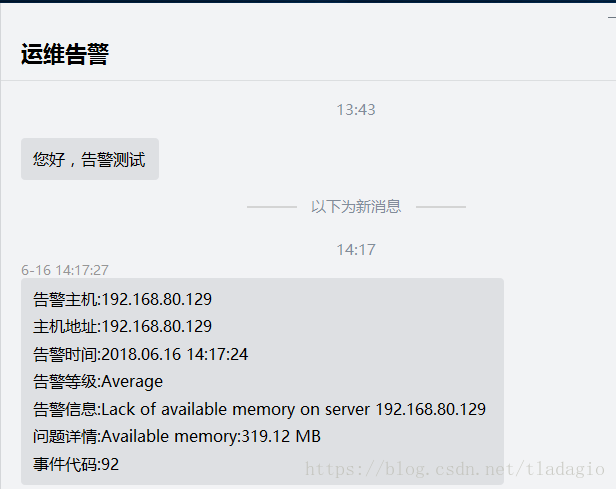 运维告警
13:43
您好，告警测试
以下为新消息
14:17
6-16 14:17:27
告警主机:192.168.80.129
主机地址:192.168.80.129
告警时间:2018.06.16 14:17:24
告警等级:Average
告警信息:Lack of available memory on server 192.168.80.129
问题详情:Available memory:319.12 MB
事件代码:92
https://blog.csdn.net/tladagio